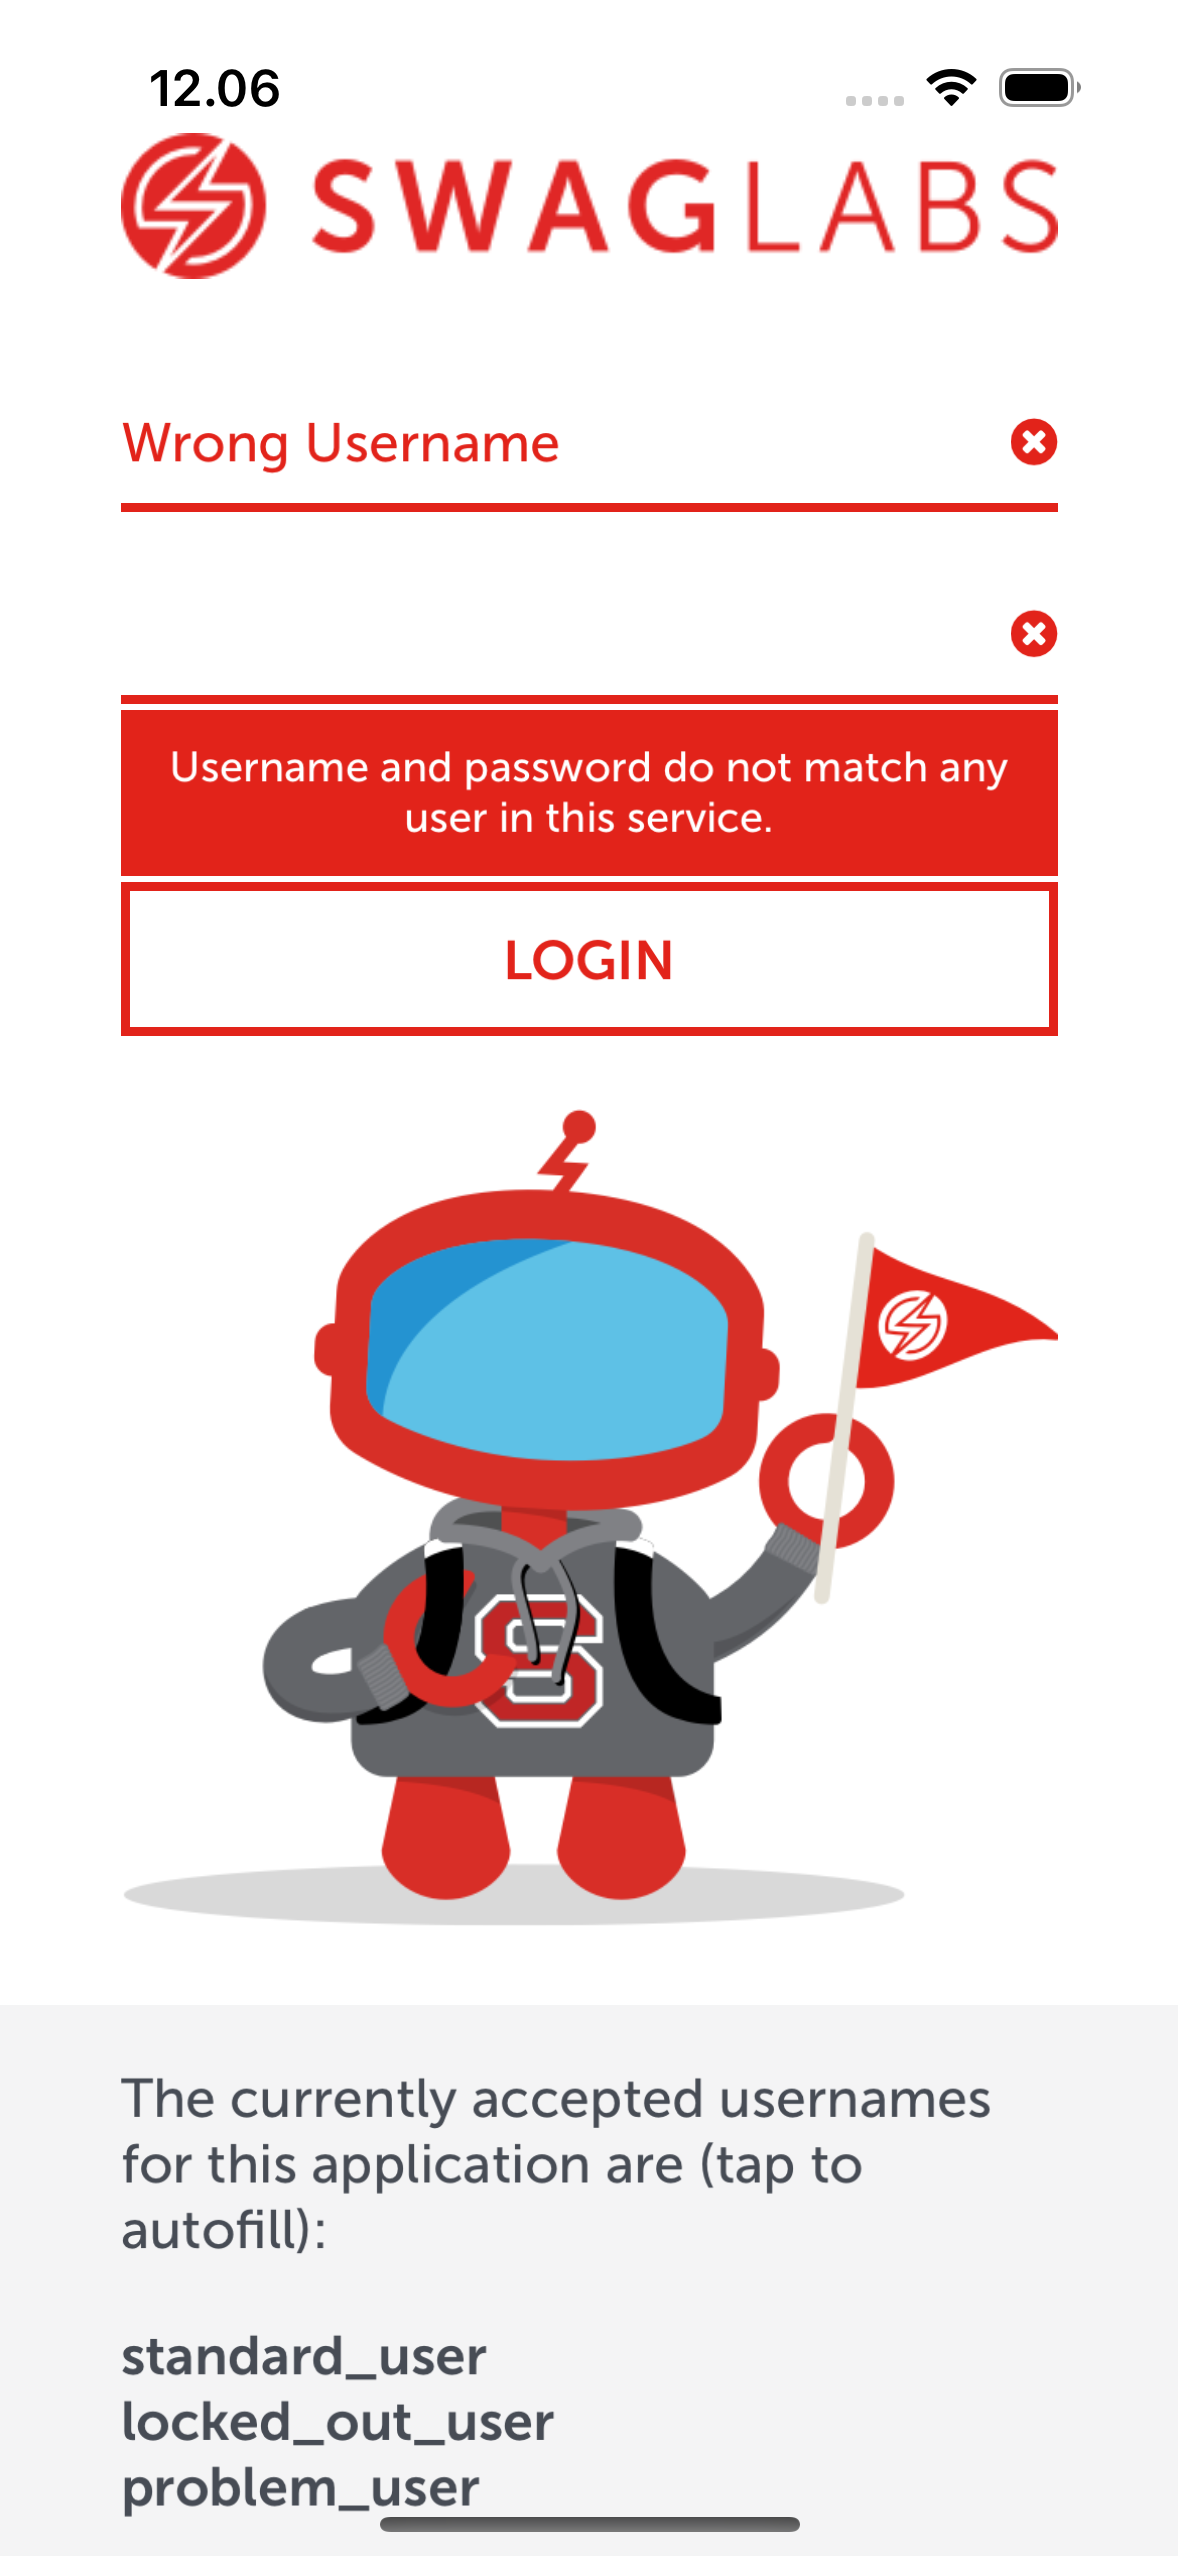 12.06
SWAGLABS
Wrong Username
Username and password do not match any
user in this service.
LOGIN
S
The currently accepted usernames
for this application are (tap to
autofill):
standard_user
locked_out_user
problem_user